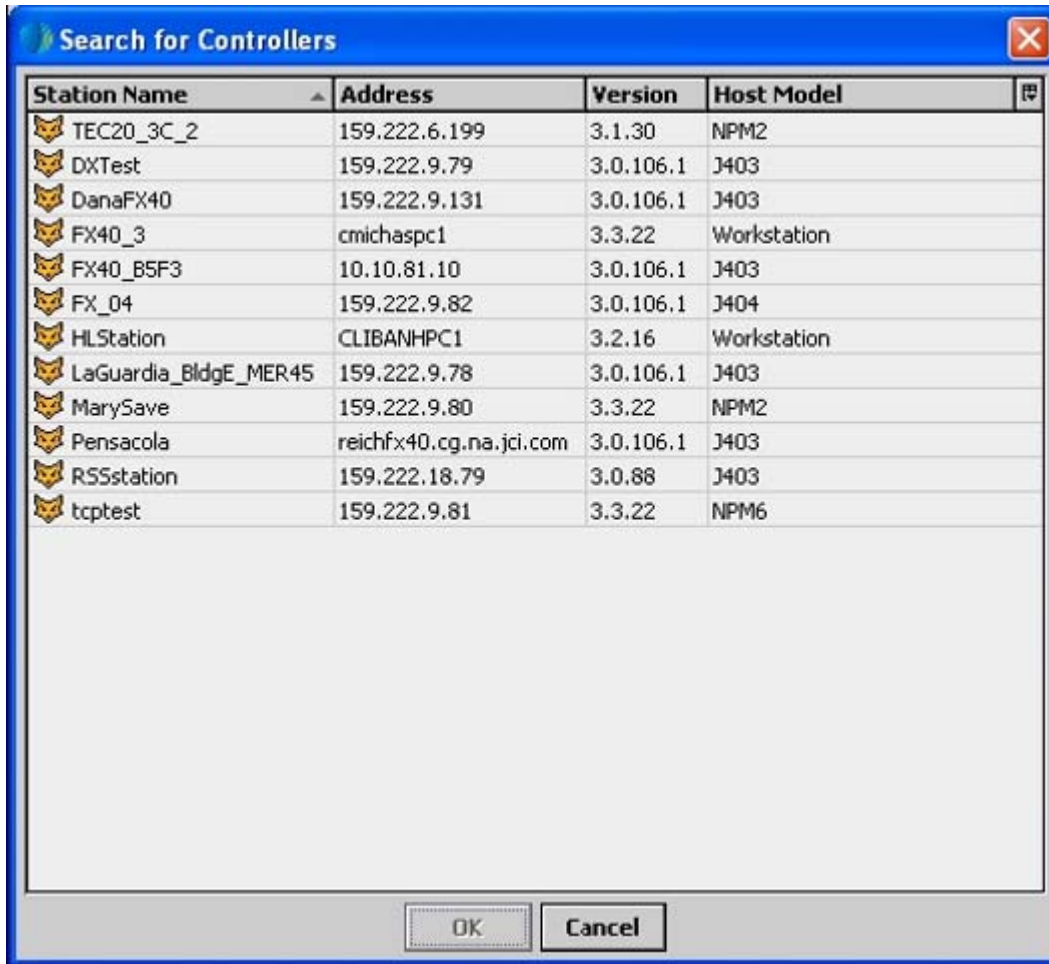 Search for Controllers
Station Name Address Version Host Model
TEC20_3C_2 159.222.6.199 3.1.30 NPM2
DXTest 159.222.9.79 3.0.106.1 J403
DanaFX40 159.222.9.131 3.0.106.1 J403
FX40_3 cmichaspc1 3.3.22 Workstation
FX40_B5F3 10.10.81.10 3.0.106.1 J403
FX_04 159.222.9.82 3.0.106.1 J404
HLStation CLIBANHPC1 3.2.16 Workstation
LaGuardia_BldgE_MER45 159.222.9.78 3.0.106.1 J403
MarySave 159.222.9.80 3.3.22 NPM2
Pensacola reichfx40.cg.na.jci.com 3.0.106.1 J403
RSSstation 159.222.18.79 3.0.88 J403
tcptest 159.222.9.81 3.3.22 NPM6
OK Cancel